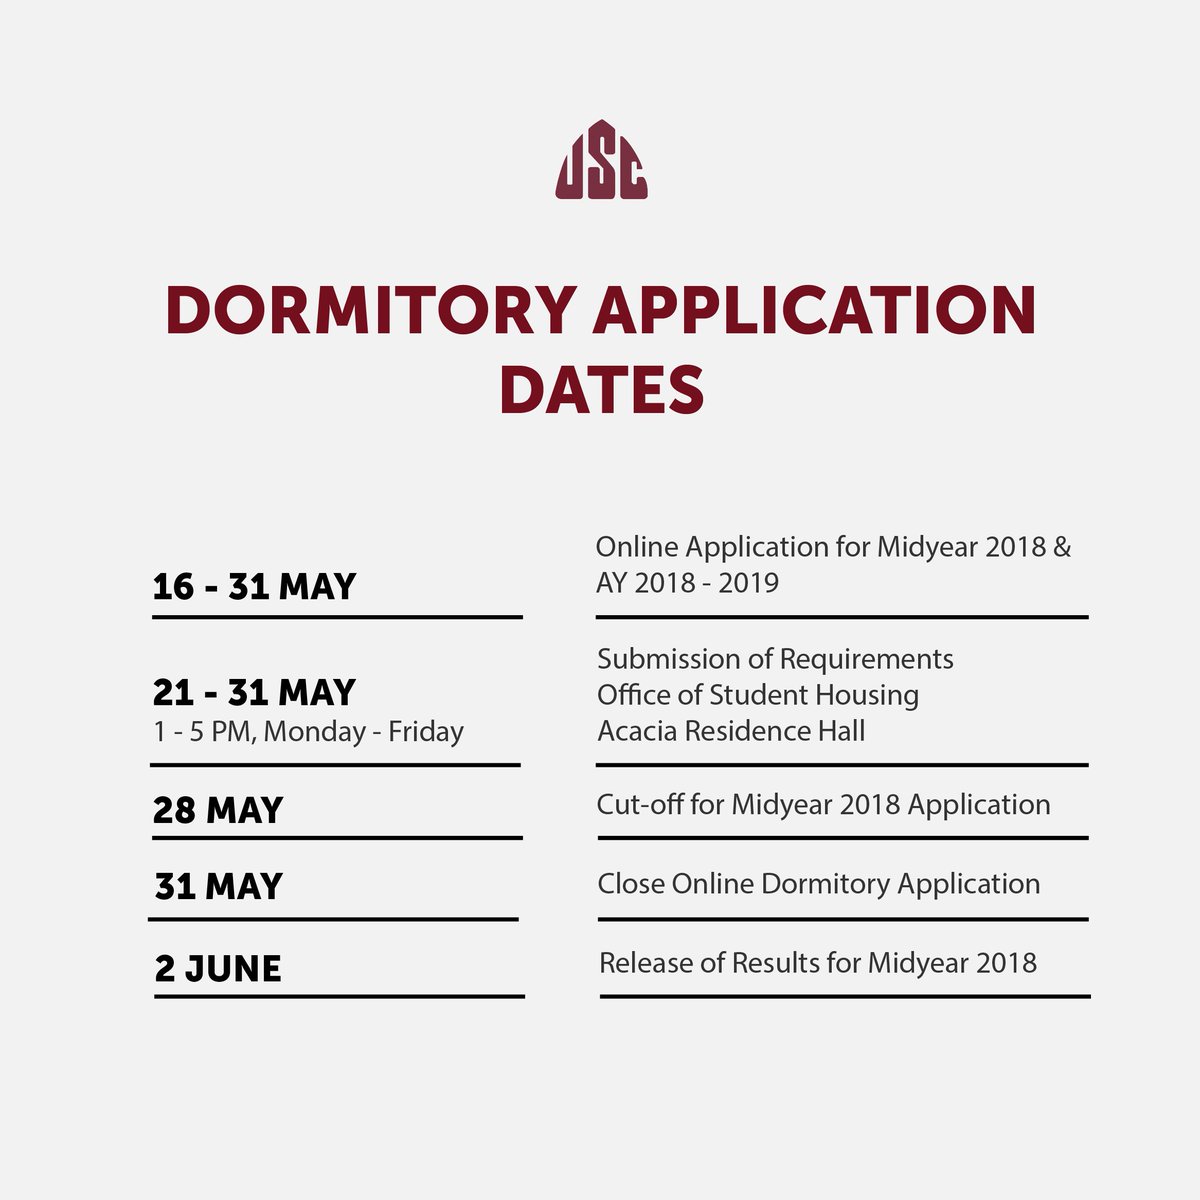 USC
DORMITORY APPLICATION
DATES
16 - 31 MAY
Online Application for Midyear 2018 &
AY 2018 - 2019
21 - 31 MAY
1 - 5 PM, Monday - Friday
Submission of Requirements
Office of Student Housing
Acacia Residence Hall
28 MAY
Cut-off for Midyear 2018 Application
31 MAY
Close Online Dormitory Application
2 JUNE
Release of Results for Midyear 2018